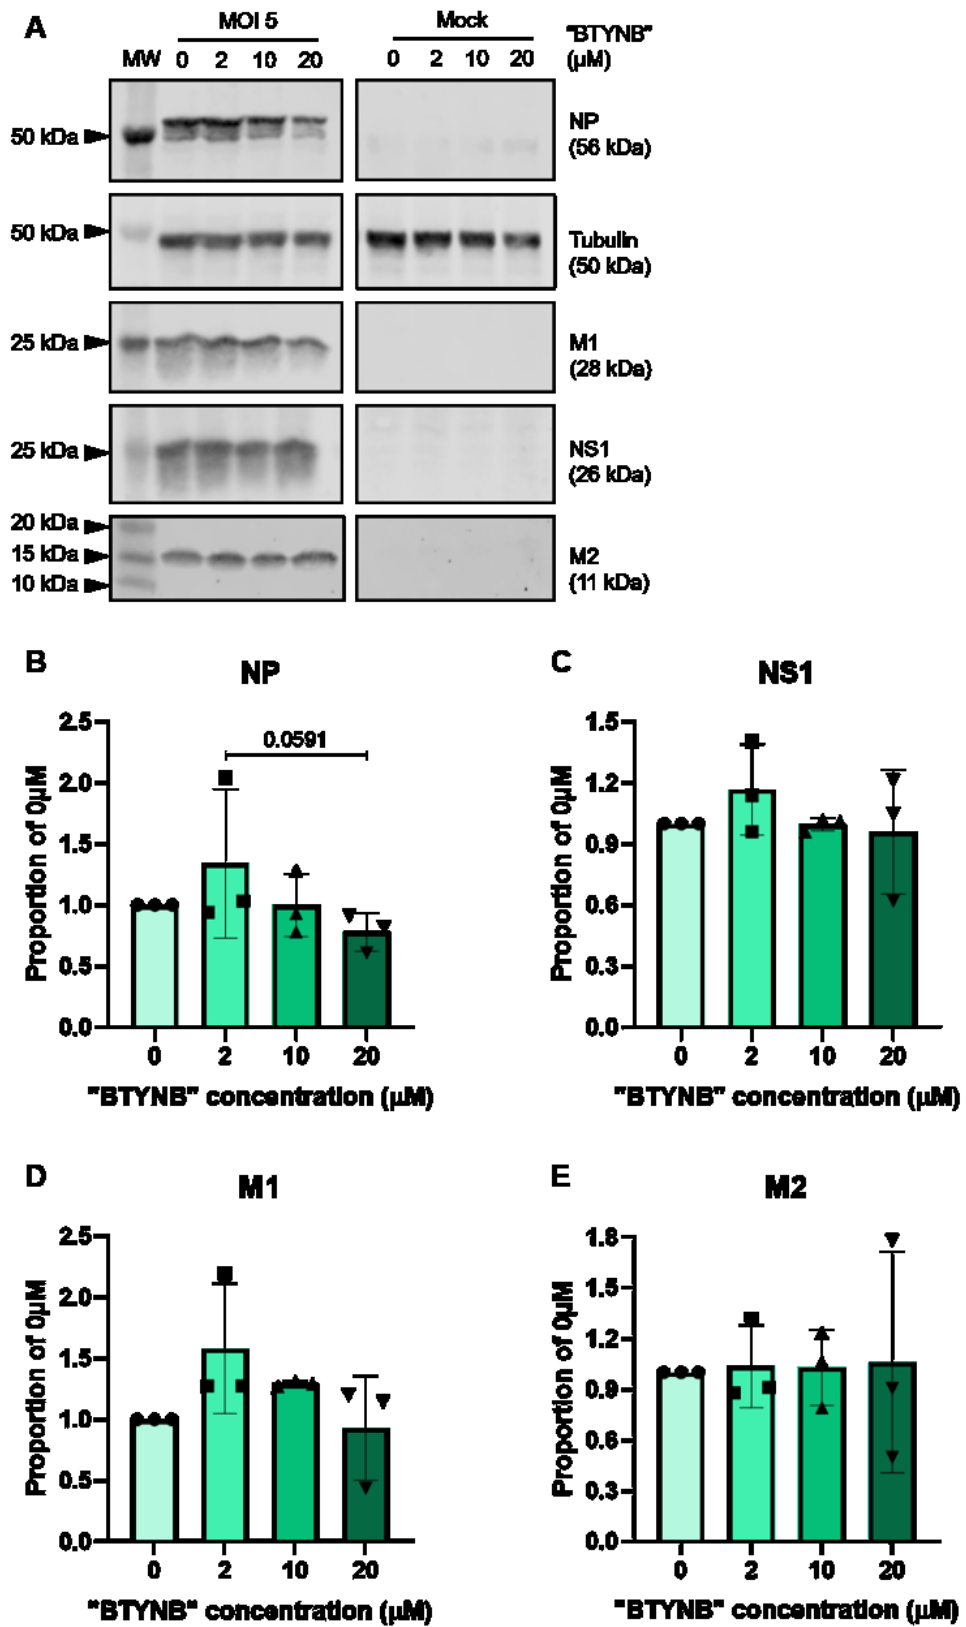 A
MOI 5
Mock
"BTYNB"
(μM)
MW 0 2 10 20
0 2 10 20
50 kDa
NP
(56 kDa)
50 kDa
Tubulin
(50 kDa)
25 kDa
M1
(28 kDa)
25 kDa
NS1
(26 kDa)
20 kDa
15 kDa
10 kDa
M2
(11 kDa)
B
NP
Proportion of 0μM
2.5
2.0
1.5
1.0
0.5
0.0
0.0591
0 2 10 20
"BTYNB" concentration (μM)
C
NS1
Proportion of 0μM
1.5
1.2
0.9
0.6
0.3
0.0
0 2 10 20
"BTYNB" concentration (μM)
D
M1
Proportion of 0μM
2.5
2.0
1.5
1.0
0.5
0.0
0 2 10 20
"BTYNB" concentration (μM)
E
M2
Proportion of 0μM
1.8
1.5
1.2
0.9
0.6
0.3
0.0
0 2 10 20
"BTYNB" concentration (μM)